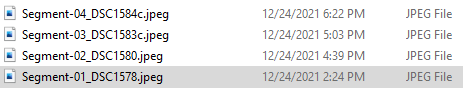 Segment-04_DSC1584c.jpeg 12/24/2021 6:22 PM JPEG File
Segment-03_DSC1583c.jpeg 12/24/2021 5:03 PM JPEG File
Segment-02_DSC1580.jpeg 12/24/2021 4:39 PM JPEG File
Segment-01_DSC1578.jpeg 12/24/2021 2:24 PM JPEG File